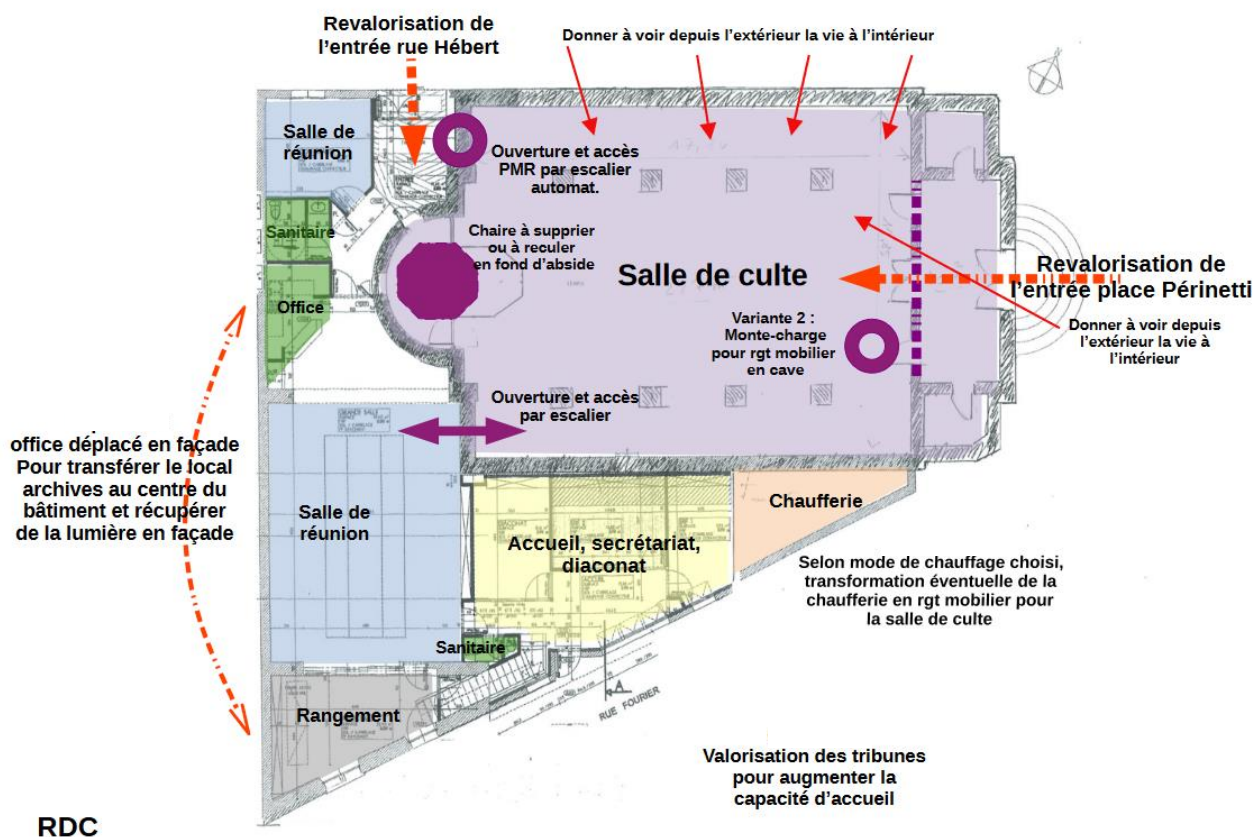 Revalorisation de
l'entrée rue Hébert
Donner à voir depuis l'extérieur la vie à l'intérieur
Salle de
réunion
Ouverture et accès
PMR par escalier
automat.
Sanitaire
Chaire à supprier
ou à reculer
en fond d'abside
Salle de culte
Revalorisation de
l'entrée place Périnetti
Office
Variante 2 :
Monte-charge
pour rgt mobilier
en cave
Donner à voir depuis
l'extérieur la vie à
l'intérieur
Ouverture et accès
par escalier
GRANDE SALLE
office déplacé en façade
Pour transférer le local
archives au centre du
bâtiment et récupérer
de la lumière en façade
Salle de
réunion
Chaufferie
DIACONAT
Accueil, secrétariat,
diaconat
Selon mode de chauffage choisi,
transformation éventuelle de la
chaufferie en rgt mobilier pour
la salle de culte
Sanitaire
A
RUE FOURIER
Rangement
Valorisation des tribunes
pour augmenter la
capacité d'accueil
RDC